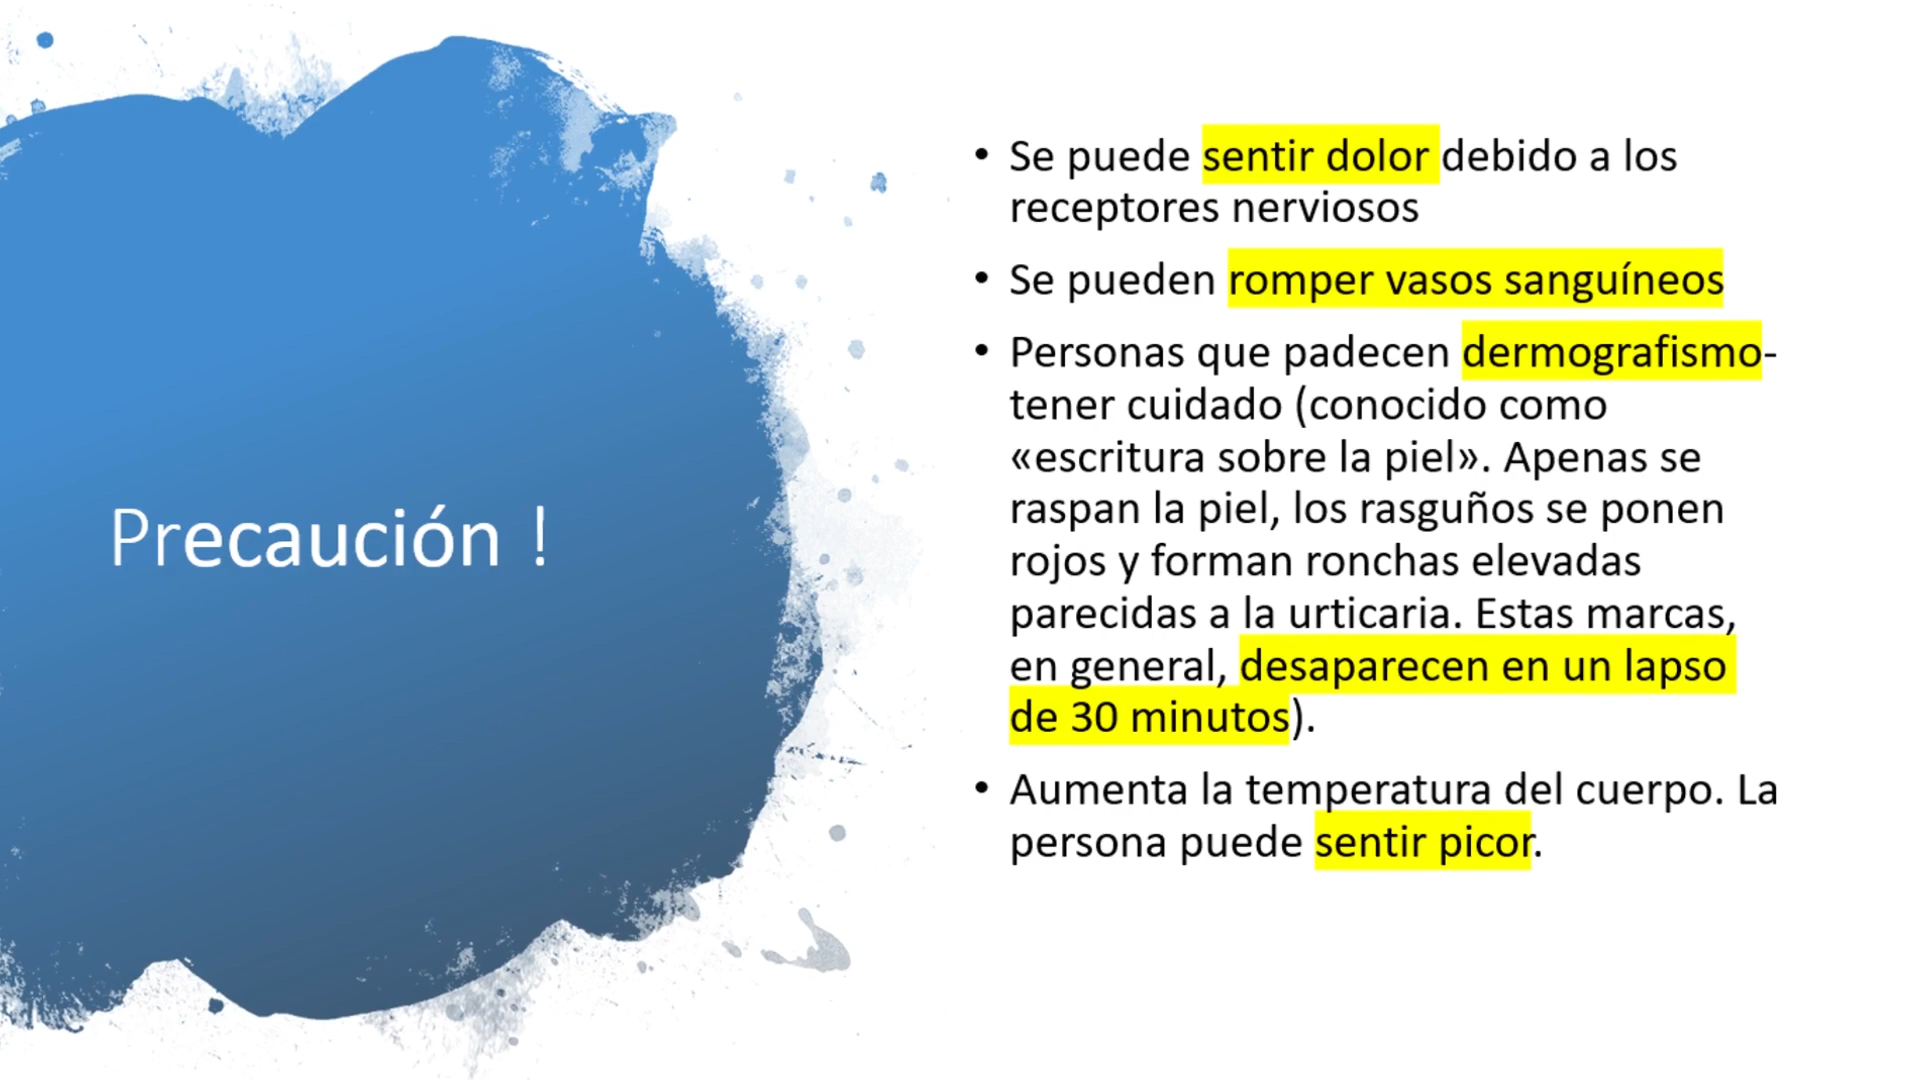 Precaución !
• Se puede sentir dolor debido a los
receptores nerviosos
• Se pueden romper vasos sanguíneos
• Personas que padecen dermografismo-
tener cuidado (conocido como
«escritura sobre la piel». Apenas se
raspan la piel, los rasguños se ponen
rojos y forman ronchas elevadas
parecidas a la urticaria. Estas marcas,
en general, desaparecen en un lapso
de 30 minutos).
• Aumenta la temperatura del cuerpo. La
persona puede sentir picor.